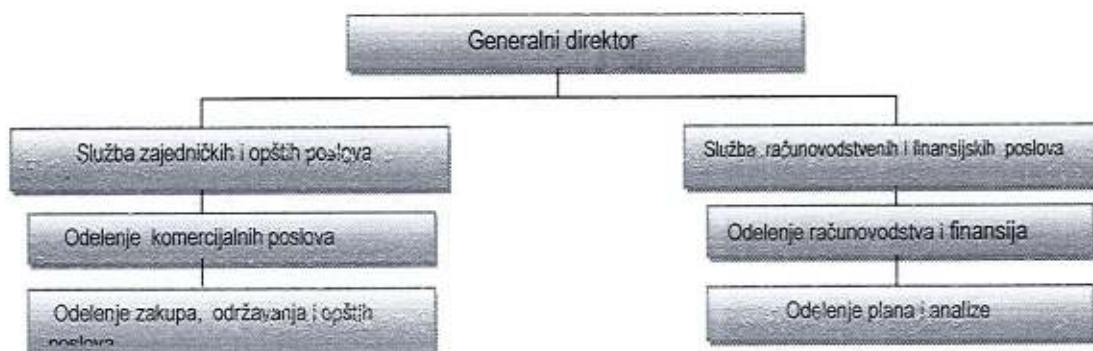 Generalni direktor
Služba zajedničkih i opštih poslova
Služba računovodstvenih i finansijskih poslova
Odelenje komercijalnih poslova
Odelenje računovodstva i finansija
Odelenje zakupa, održavanja i opštih
poslova
Odelenje plana i analize